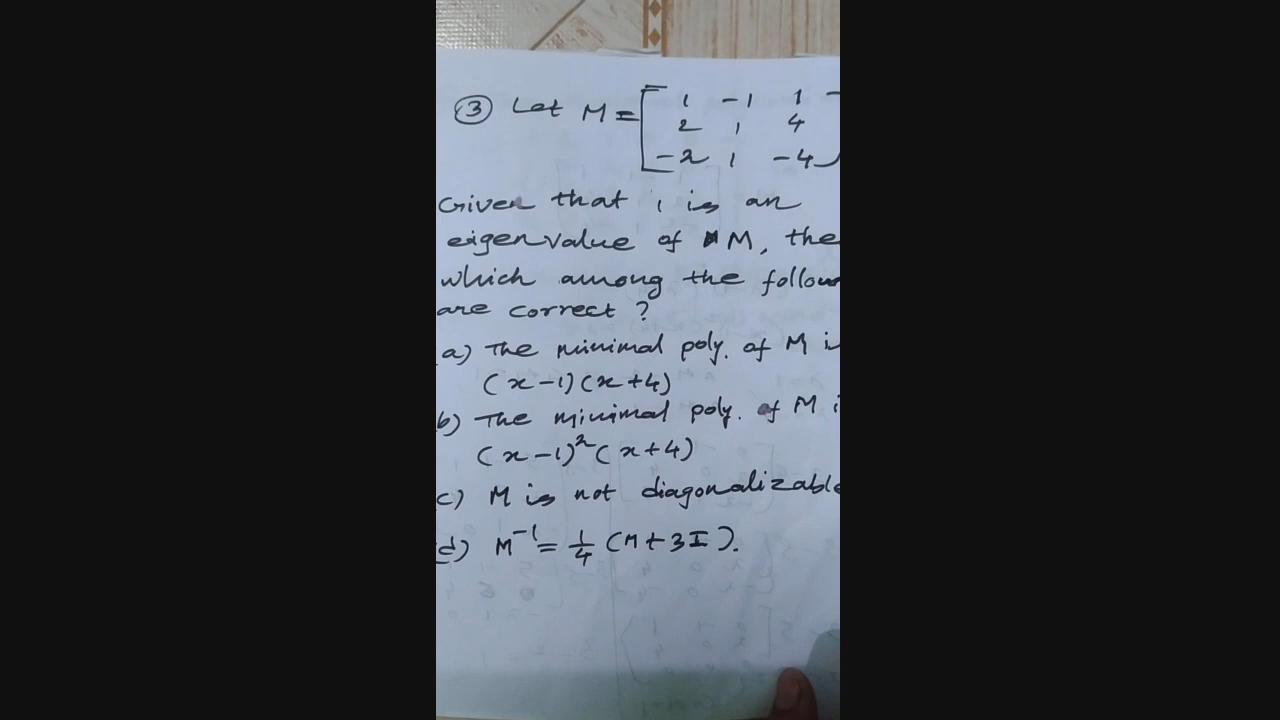 ③ Let M = [ 1 -1 1
2 1 4
-2 1 -4 ]
Given that 1 is an
eigenvalue of M, the
which among the follow
are correct ?
(a) The minimal poly. of M i
(x-1)(x+4)
b) The minimal poly. of M i
(x-1)²(x+4)
c) M is not diagonalizable
d) M⁻¹ = 1/4 (M+3I).